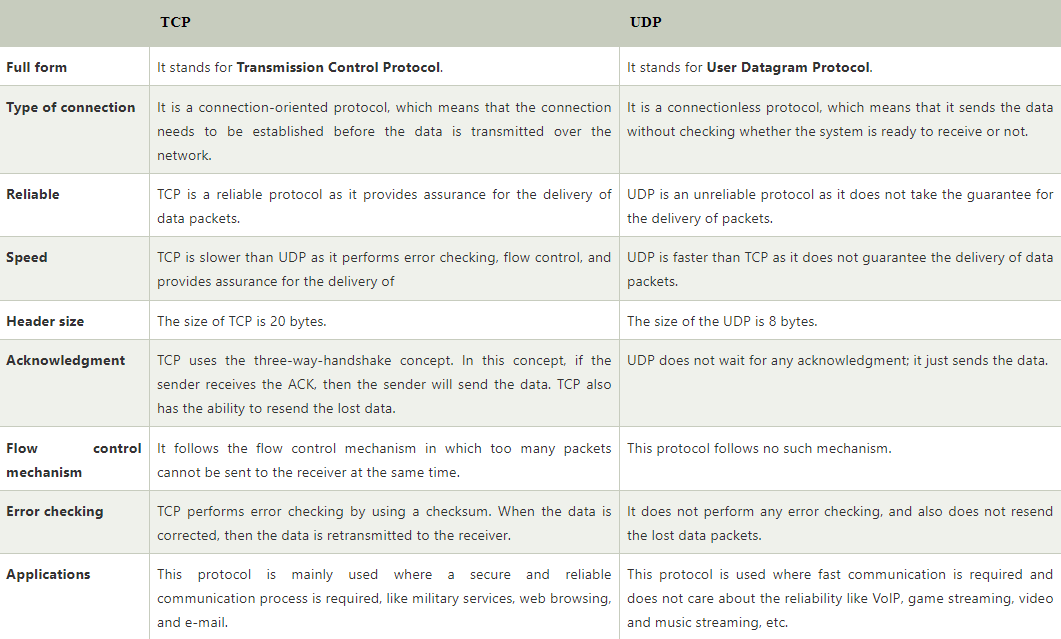 TCP UDP
Full form It stands for Transmission Control Protocol. It stands for User Datagram Protocol.
Type of connection It is a connection-oriented protocol, which means that the connection
needs to be established before the data is transmitted over the
network.
It is a connectionless protocol, which means that it sends the data
without checking whether the system is ready to receive or not.
Reliable
TCP is a reliable protocol as it provides assurance for the delivery of
data packets.
UDP is an unreliable protocol as it does not take the guarantee for
the delivery of packets.
Speed
TCP is slower than UDP as it performs error checking, flow control, and
provides assurance for the delivery of
UDP is faster than TCP as it does not guarantee the delivery of data
packets.
Header size The size of TCP is 20 bytes. The size of the UDP is 8 bytes.
Acknowledgment
TCP uses the three-way-handshake concept. In this concept, if the
sender receives the ACK, then the sender will send the data. TCP also
has the ability to resend the lost data.
UDP does not wait for any acknowledgment; it just sends the data.
Flow control
mechanism
It follows the flow control mechanism in which too many packets
cannot be sent to the receiver at the same time.
This protocol follows no such mechanism.
Error checking
TCP performs error checking by using a checksum. When the data is
corrected, then the data is retransmitted to the receiver.
It does not perform any error checking, and also does not resend
the lost data packets.
Applications
This protocol is mainly used where a secure and reliable
communication process is required, like military services, web browsing,
and e-mail.
This protocol is used where fast communication is required and
does not care about the reliability like VoIP, game streaming, video
and music streaming, etc.